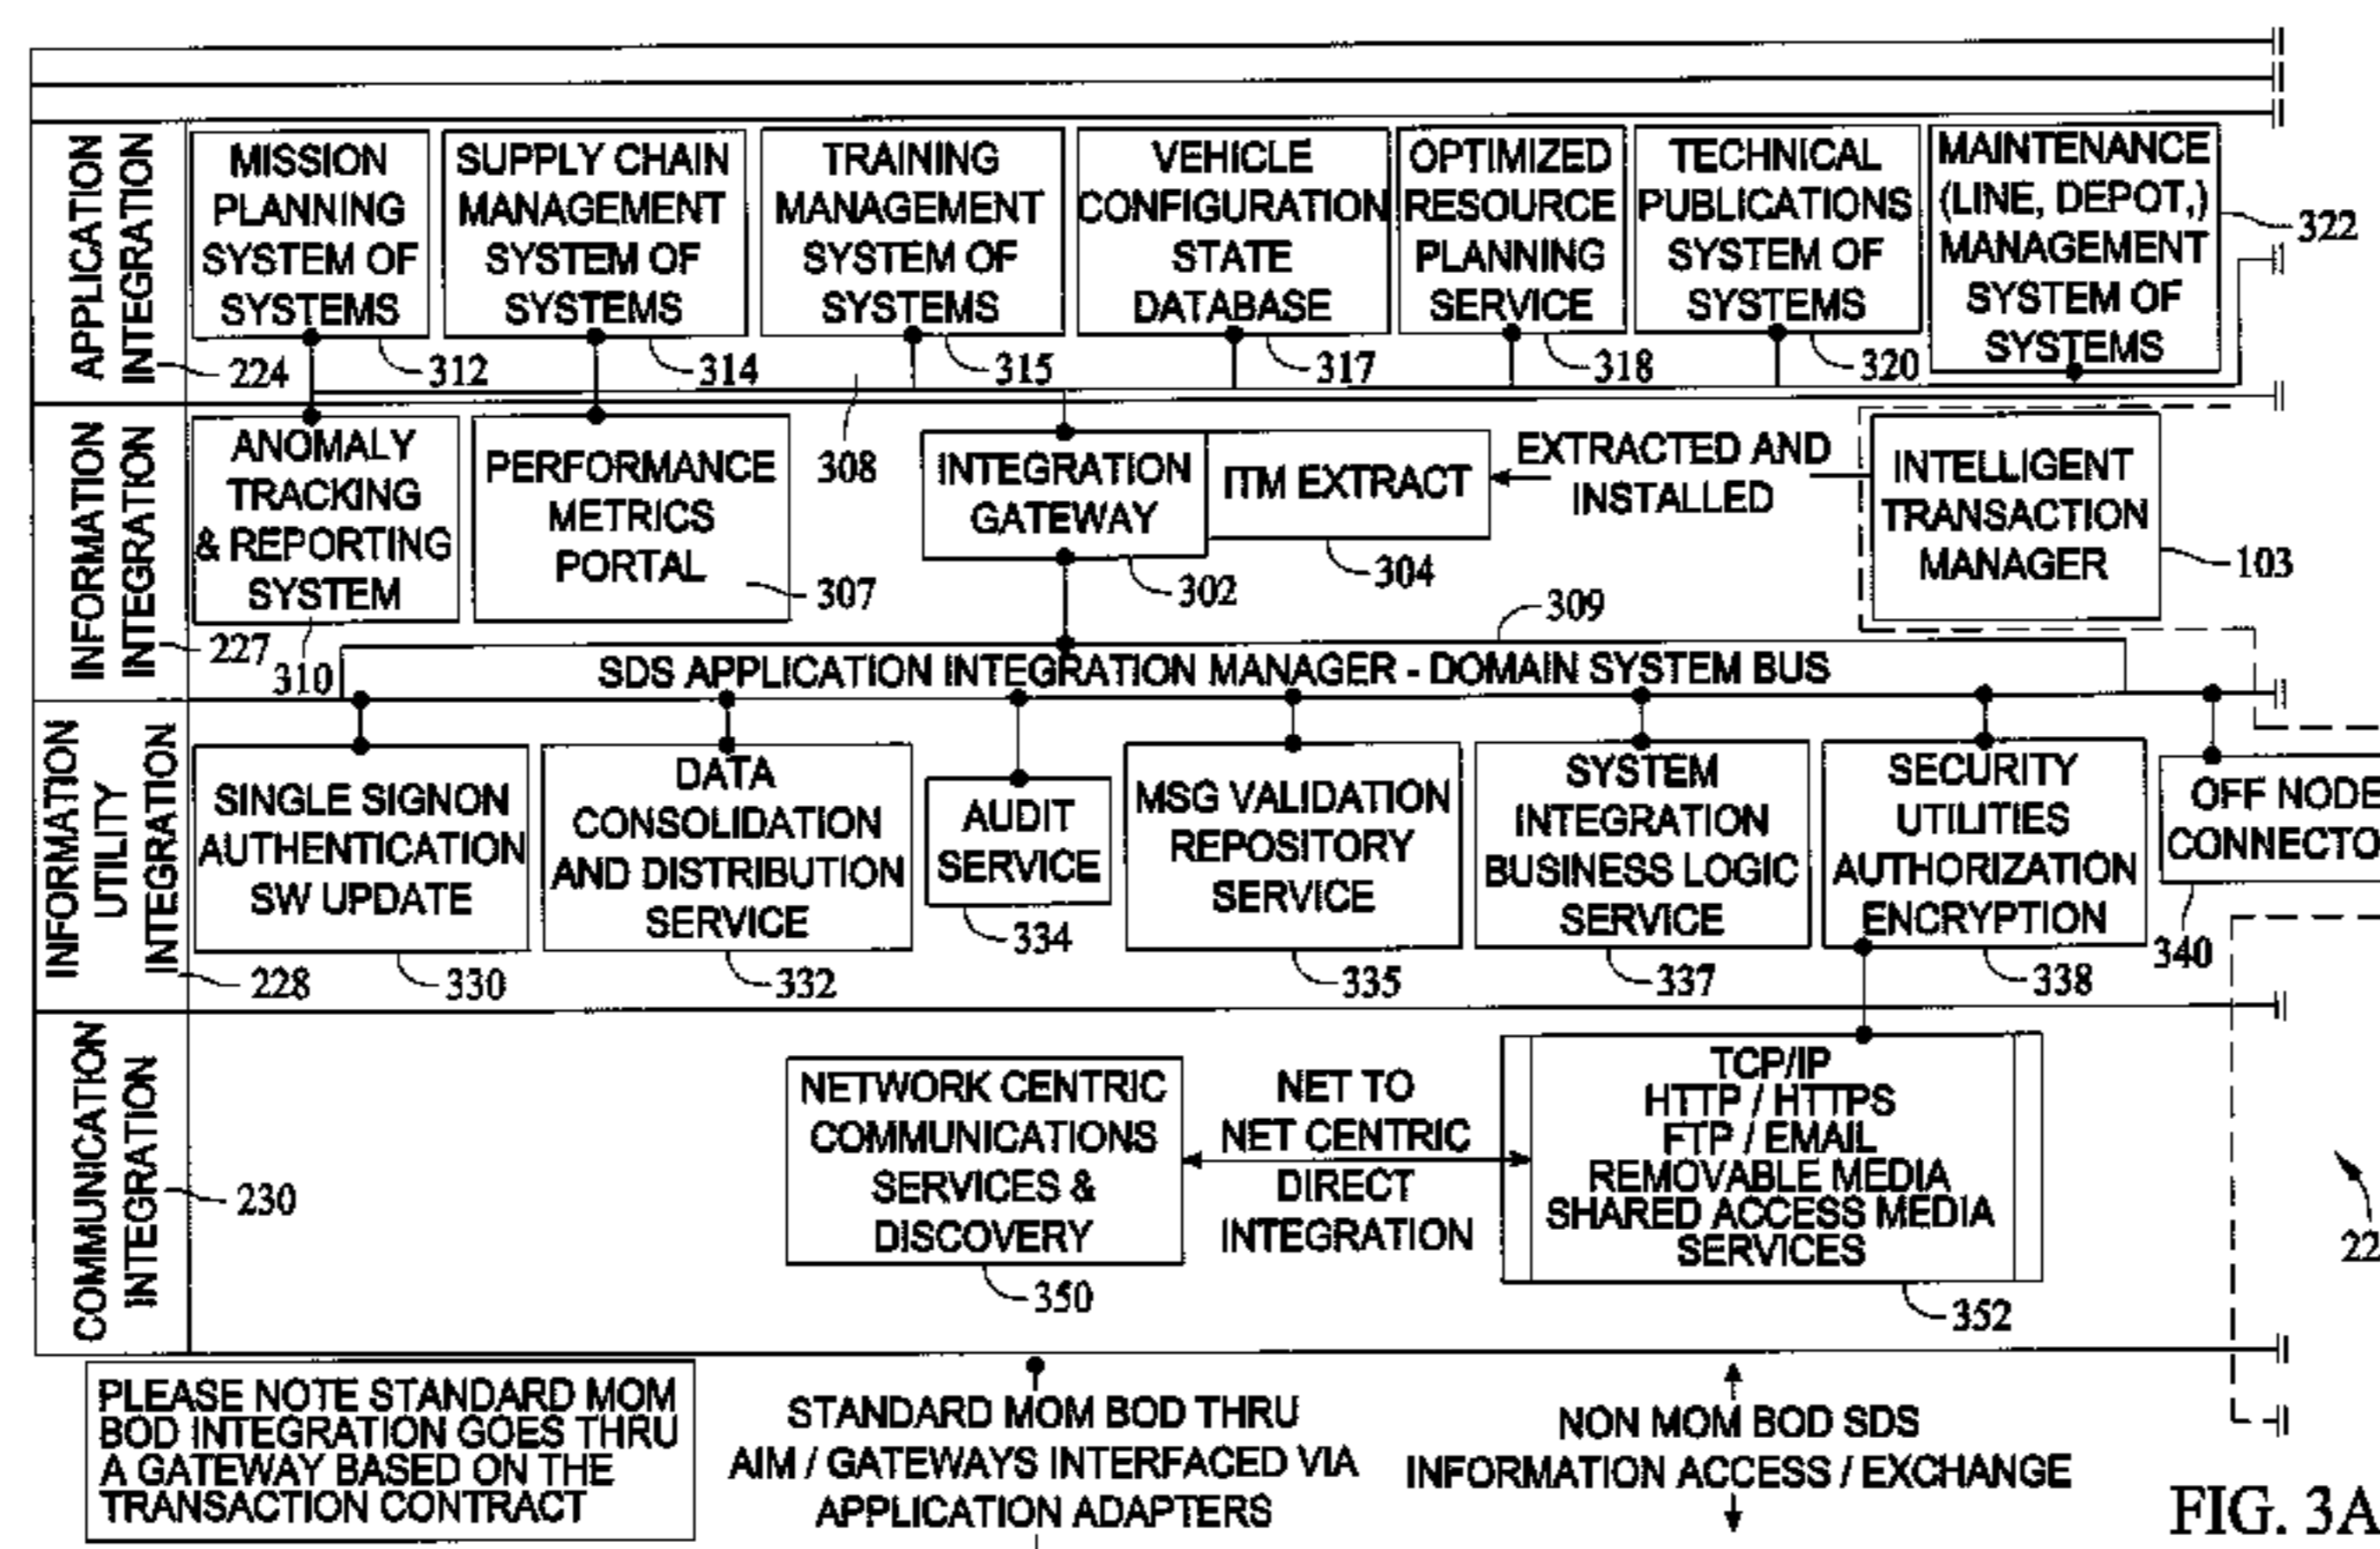 APPLICATION
INTEGRATION
224
MISSION
PLANNING
SYSTEM OF
SYSTEMS
312
SUPPLY CHAIN
MANAGEMENT
SYSTEM OF
SYSTEMS
314
TRAINING
MANAGEMENT
SYSTEM OF
SYSTEMS
315
VEHICLE
CONFIGURATION
STATE
DATABASE
317
OPTIMIZED
RESOURCE
PLANNING
SERVICE
318
TECHNICAL
PUBLICATIONS
SYSTEM OF
SYSTEMS
320
MAINTENANCE
(LINE, DEPOT,)
MANAGEMENT
SYSTEM OF
SYSTEMS
322
INFORMATION
INTEGRATION
227
ANOMALY
TRACKING
& REPORTING
SYSTEM
310
PERFORMANCE
METRICS
PORTAL
307
308
INTEGRATION
GATEWAY
302
ITM EXTRACT
304
EXTRACTED AND
INSTALLED
INTELLIGENT
TRANSACTION
MANAGER
103
309
SDS APPLICATION INTEGRATION MANAGER - DOMAIN SYSTEM BUS
INFORMATION
UTILITY
INTEGRATION
228
SINGLE SIGNON
AUTHENTICATION
SW UPDATE
330
DATA
CONSOLIDATION
AND DISTRIBUTION
SERVICE
332
AUDIT
SERVICE
334
MSG VALIDATION
REPOSITORY
SERVICE
335
SYSTEM
INTEGRATION
BUSINESS LOGIC
SERVICE
337
SECURITY
UTILITIES
AUTHORIZATION
ENCRYPTION
338
OFF NODE
CONNECTO
340
COMMUNICATION
INTEGRATION
230
NETWORK CENTRIC
COMMUNICATIONS
SERVICES &
DISCOVERY
350
NET TO
NET CENTRIC
DIRECT
INTEGRATION
TCP/IP
HTTP / HTTPS
FTP / EMAIL
REMOVABLE MEDIA
SHARED ACCESS MEDIA
SERVICES
352
22
PLEASE NOTE STANDARD MOM
BOD INTEGRATION GOES THRU
A GATEWAY BASED ON THE
TRANSACTION CONTRACT
STANDARD MOM BOD THRU
AIM / GATEWAYS INTERFACED VIA
APPLICATION ADAPTERS
NON MOM BOD SDS
INFORMATION ACCESS / EXCHANGE
FIG. 3A